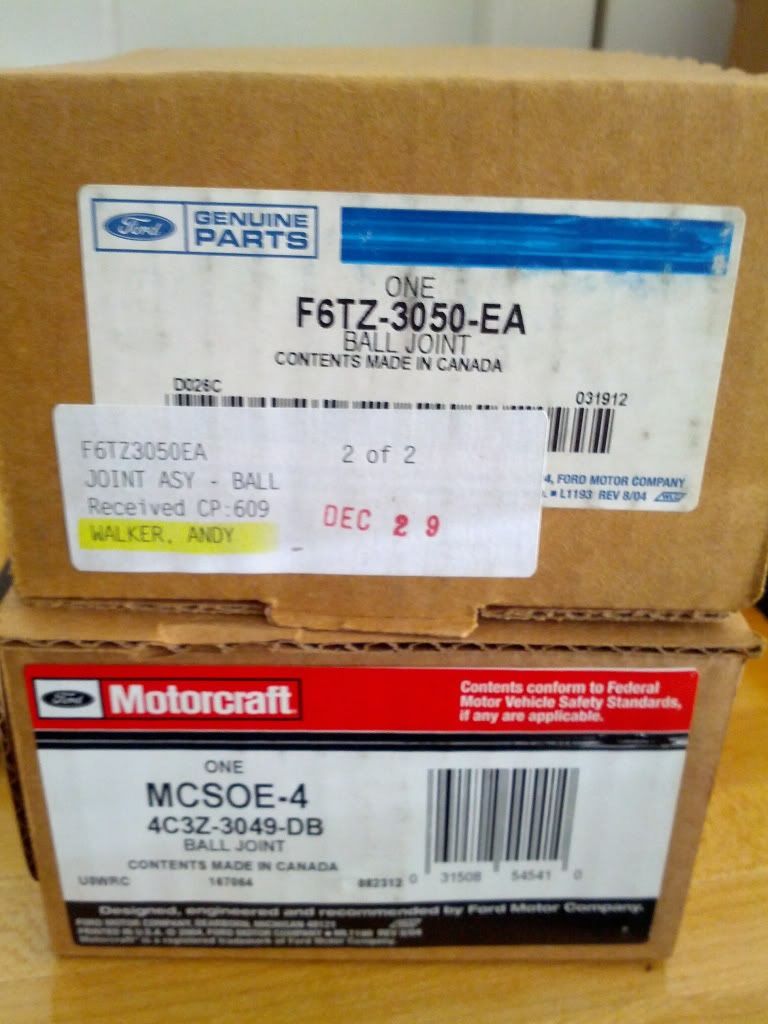 Ford GENUINE PARTS
ONE
F6TZ-3050-EA
BALL JOINT
CONTENTS MADE IN CANADA
D026C 031912
4, FORD MOTOR COMPANY
L1193 REV 8/04
F6TZ3050EA 2 of 2
JOINT ASY - BALL
Received CP:609
DEC 29
WALKER, ANDY
Ford Motorcraft
Contents conform to Federal
Motor Vehicle Safety Standards,
if any are applicable.
ONE
MCSOE-4
4C3Z-3049-DB
BALL JOINT
CONTENTS MADE IN CANADA
U9WRC 167064 082312
0 31508 54541 0
Designed, engineered and recommended by Ford Motor Company.